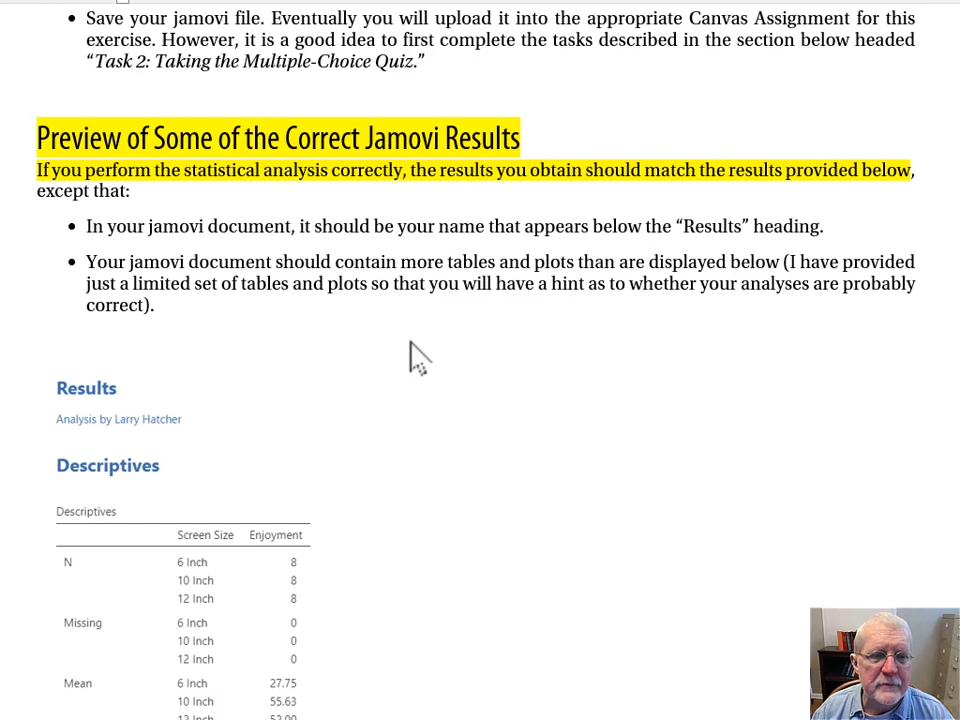 • Save your jamovi file. Eventually you will upload it into the appropriate Canvas Assignment for this
exercise. However, it is a good idea to first complete the tasks described in the section below headed
“Task 2: Taking the Multiple-Choice Quiz.”
Preview of Some of the Correct Jamovi Results
If you perform the statistical analysis correctly, the results you obtain should match the results provided below,
except that:
• In your jamovi document, it should be your name that appears below the “Results” heading.
• Your jamovi document should contain more tables and plots than are displayed below (I have provided
just a limited set of tables and plots so that you will have a hint as to whether your analyses are probably
correct).
Results
Analysis by Larry Hatcher
Descriptives
Descriptives
Screen Size Enjoyment
N 6 Inch 8
10 Inch 8
12 Inch 8
Missing 6 Inch 0
10 Inch 0
12 Inch 0
Mean 6 Inch 27.75
10 Inch 55.63
12 Inch 52.00